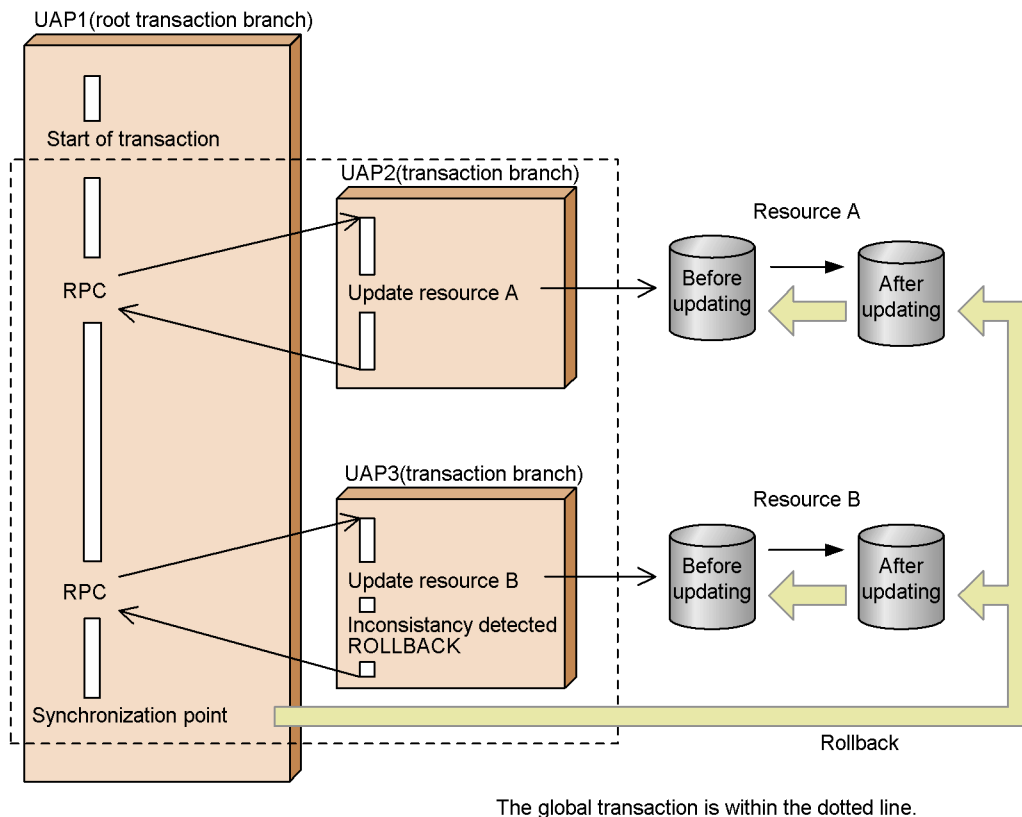 UAP1(root transaction branch)
Start of transaction
UAP2(transaction branch)
RPC
Update resource A
Resource A
Before
updating
After
updating
UAP3(transaction branch)
RPC
Update resource B
Inconsistancy detected
ROLLBACK
Resource B
Before
updating
After
updating
Synchronization point
Rollback
The global transaction is within the dotted line.